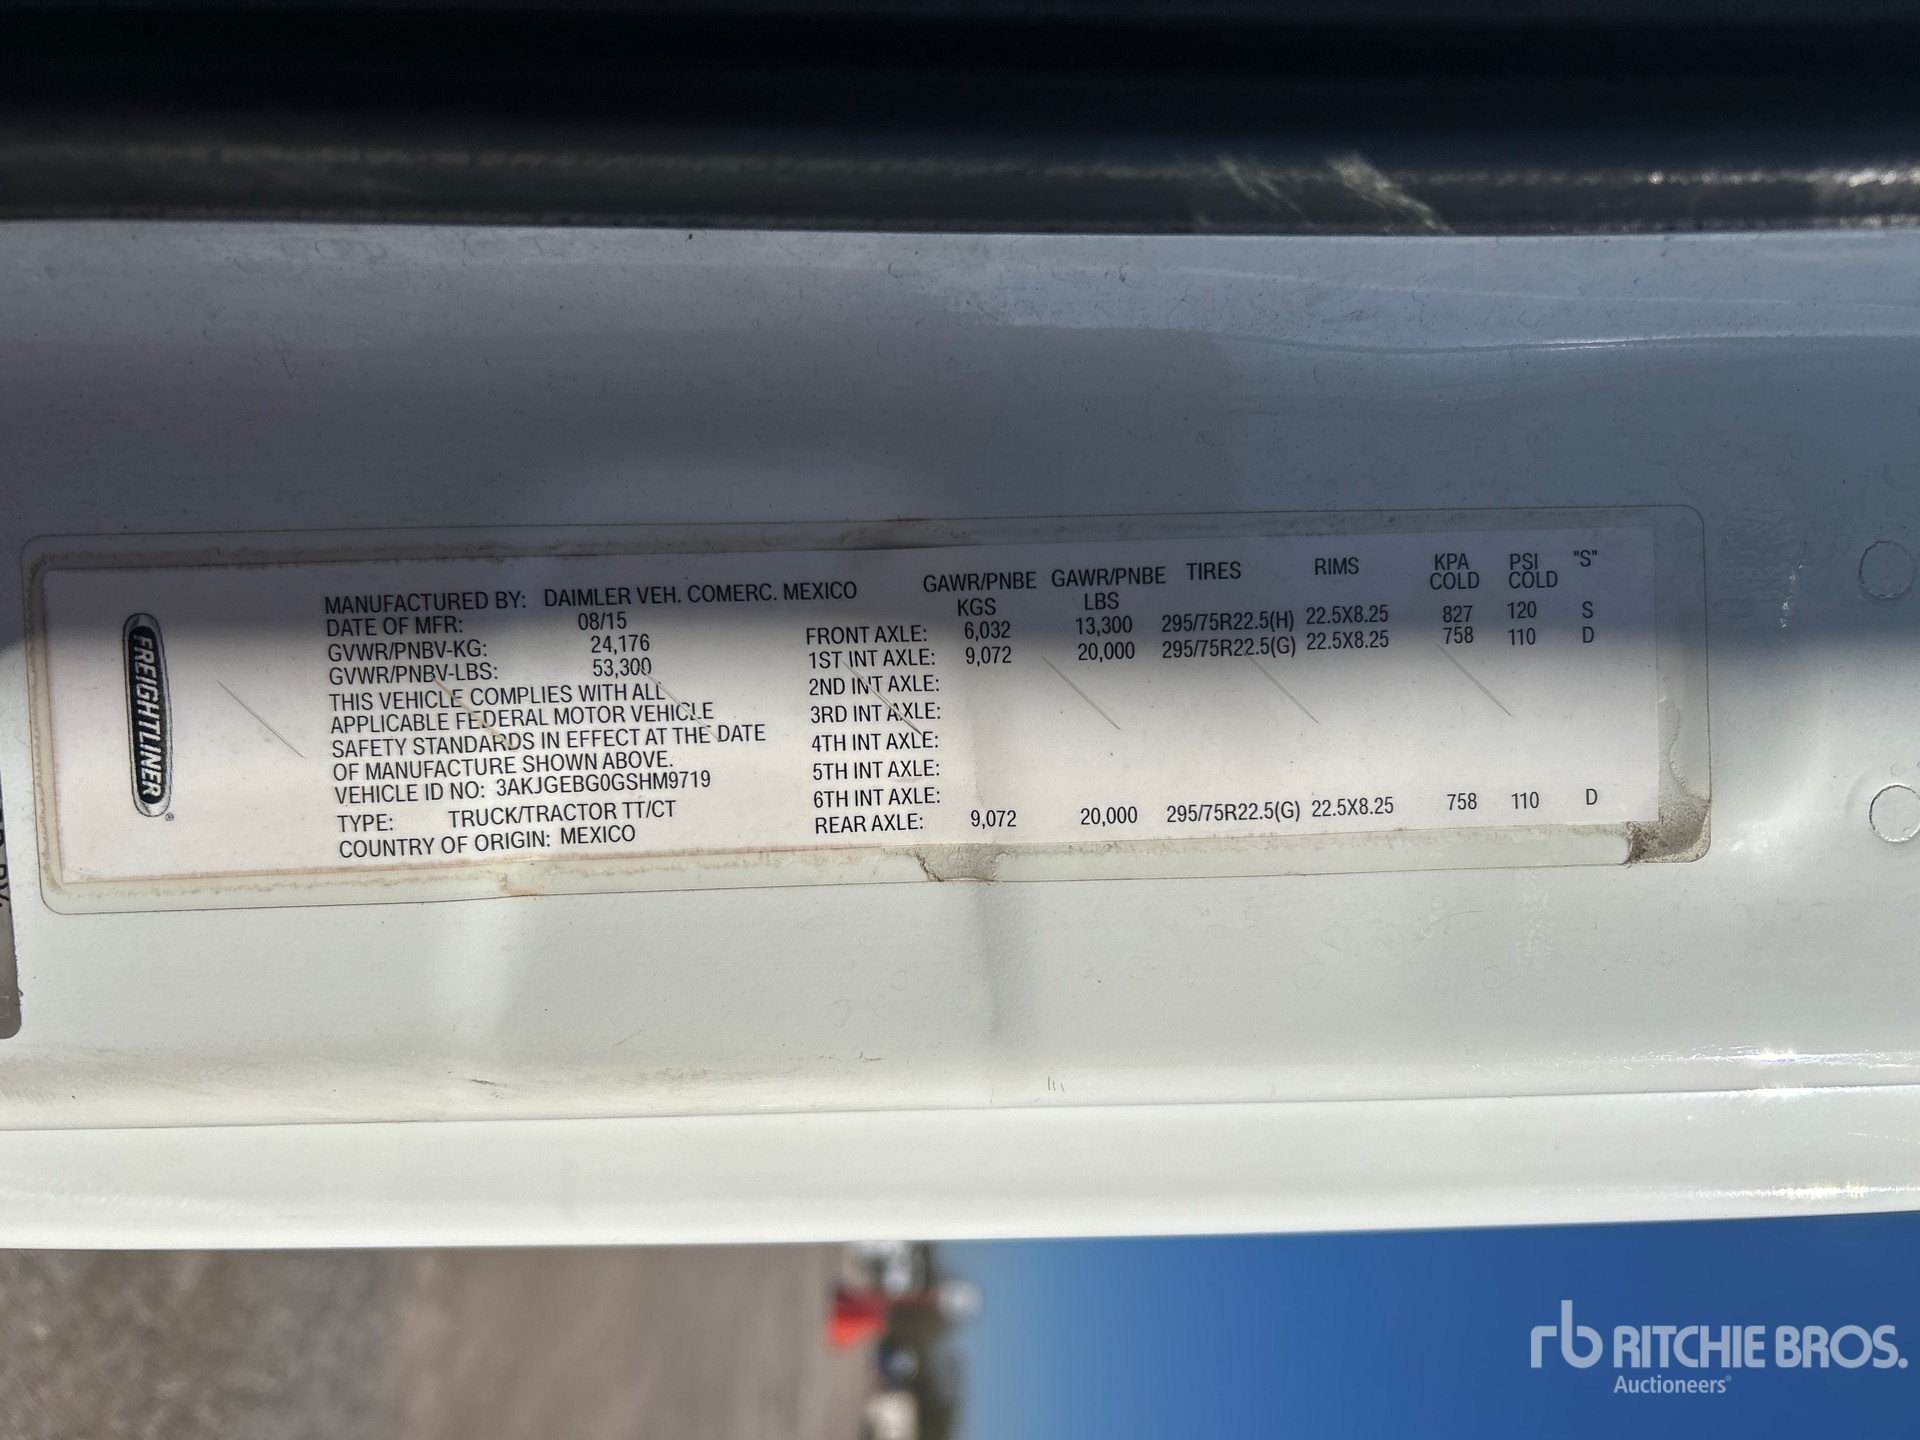 FREIGHTLINER®
MANUFACTURED BY: DAIMLER VEH. COMERC. MEXICO
DATE OF MFR: 08/15
GVWR/PNBV-KG: 24,176
GVWR/PNBV-LBS: 53,300
THIS VEHICLE COMPLIES WITH ALL
APPLICABLE FEDERAL MOTOR VEHICLE
SAFETY STANDARDS IN EFFECT AT THE DATE
OF MANUFACTURE SHOWN ABOVE.
VEHICLE ID NO: 3AKJGEBG0GSHM9719
TYPE: TRUCK/TRACTOR TT/CT
COUNTRY OF ORIGIN: MEXICO
GAWR/PNBE GAWR/PNBE TIRES RIMS KPA PSI "S"
KGS LBS COLD COLD
FRONT AXLE: 6,032 13,300 295/75R22.5(H) 22.5X8.25 827 120 S
1ST INT AXLE: 9,072 20,000 295/75R22.5(G) 22.5X8.25 758 110 D
2ND INT AXLE:
3RD INT AXLE:
4TH INT AXLE:
5TH INT AXLE:
6TH INT AXLE:
REAR AXLE: 9,072 20,000 295/75R22.5(G) 22.5X8.25 758 110 D
rb RITCHIE BROS.
Auctioneers®